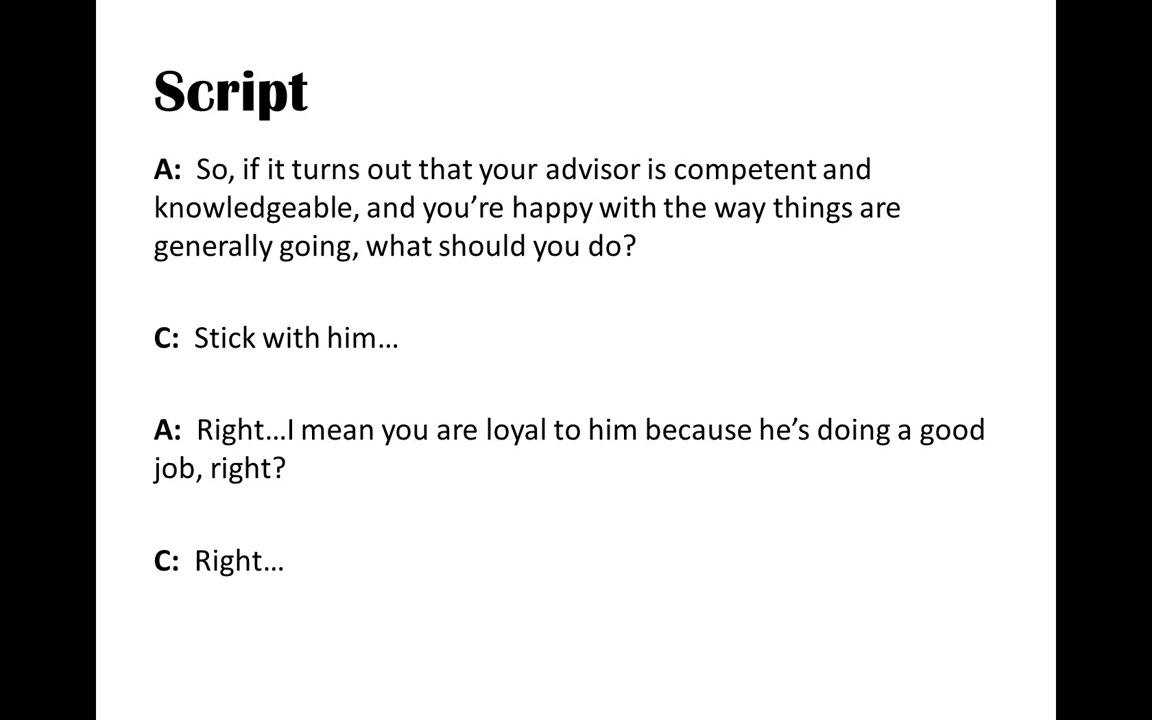 Script
A: So, if it turns out that your advisor is competent and
knowledgeable, and you’re happy with the way things are
generally going, what should you do?
C: Stick with him…
A: Right…I mean you are loyal to him because he’s doing a good
job, right?
C: Right…